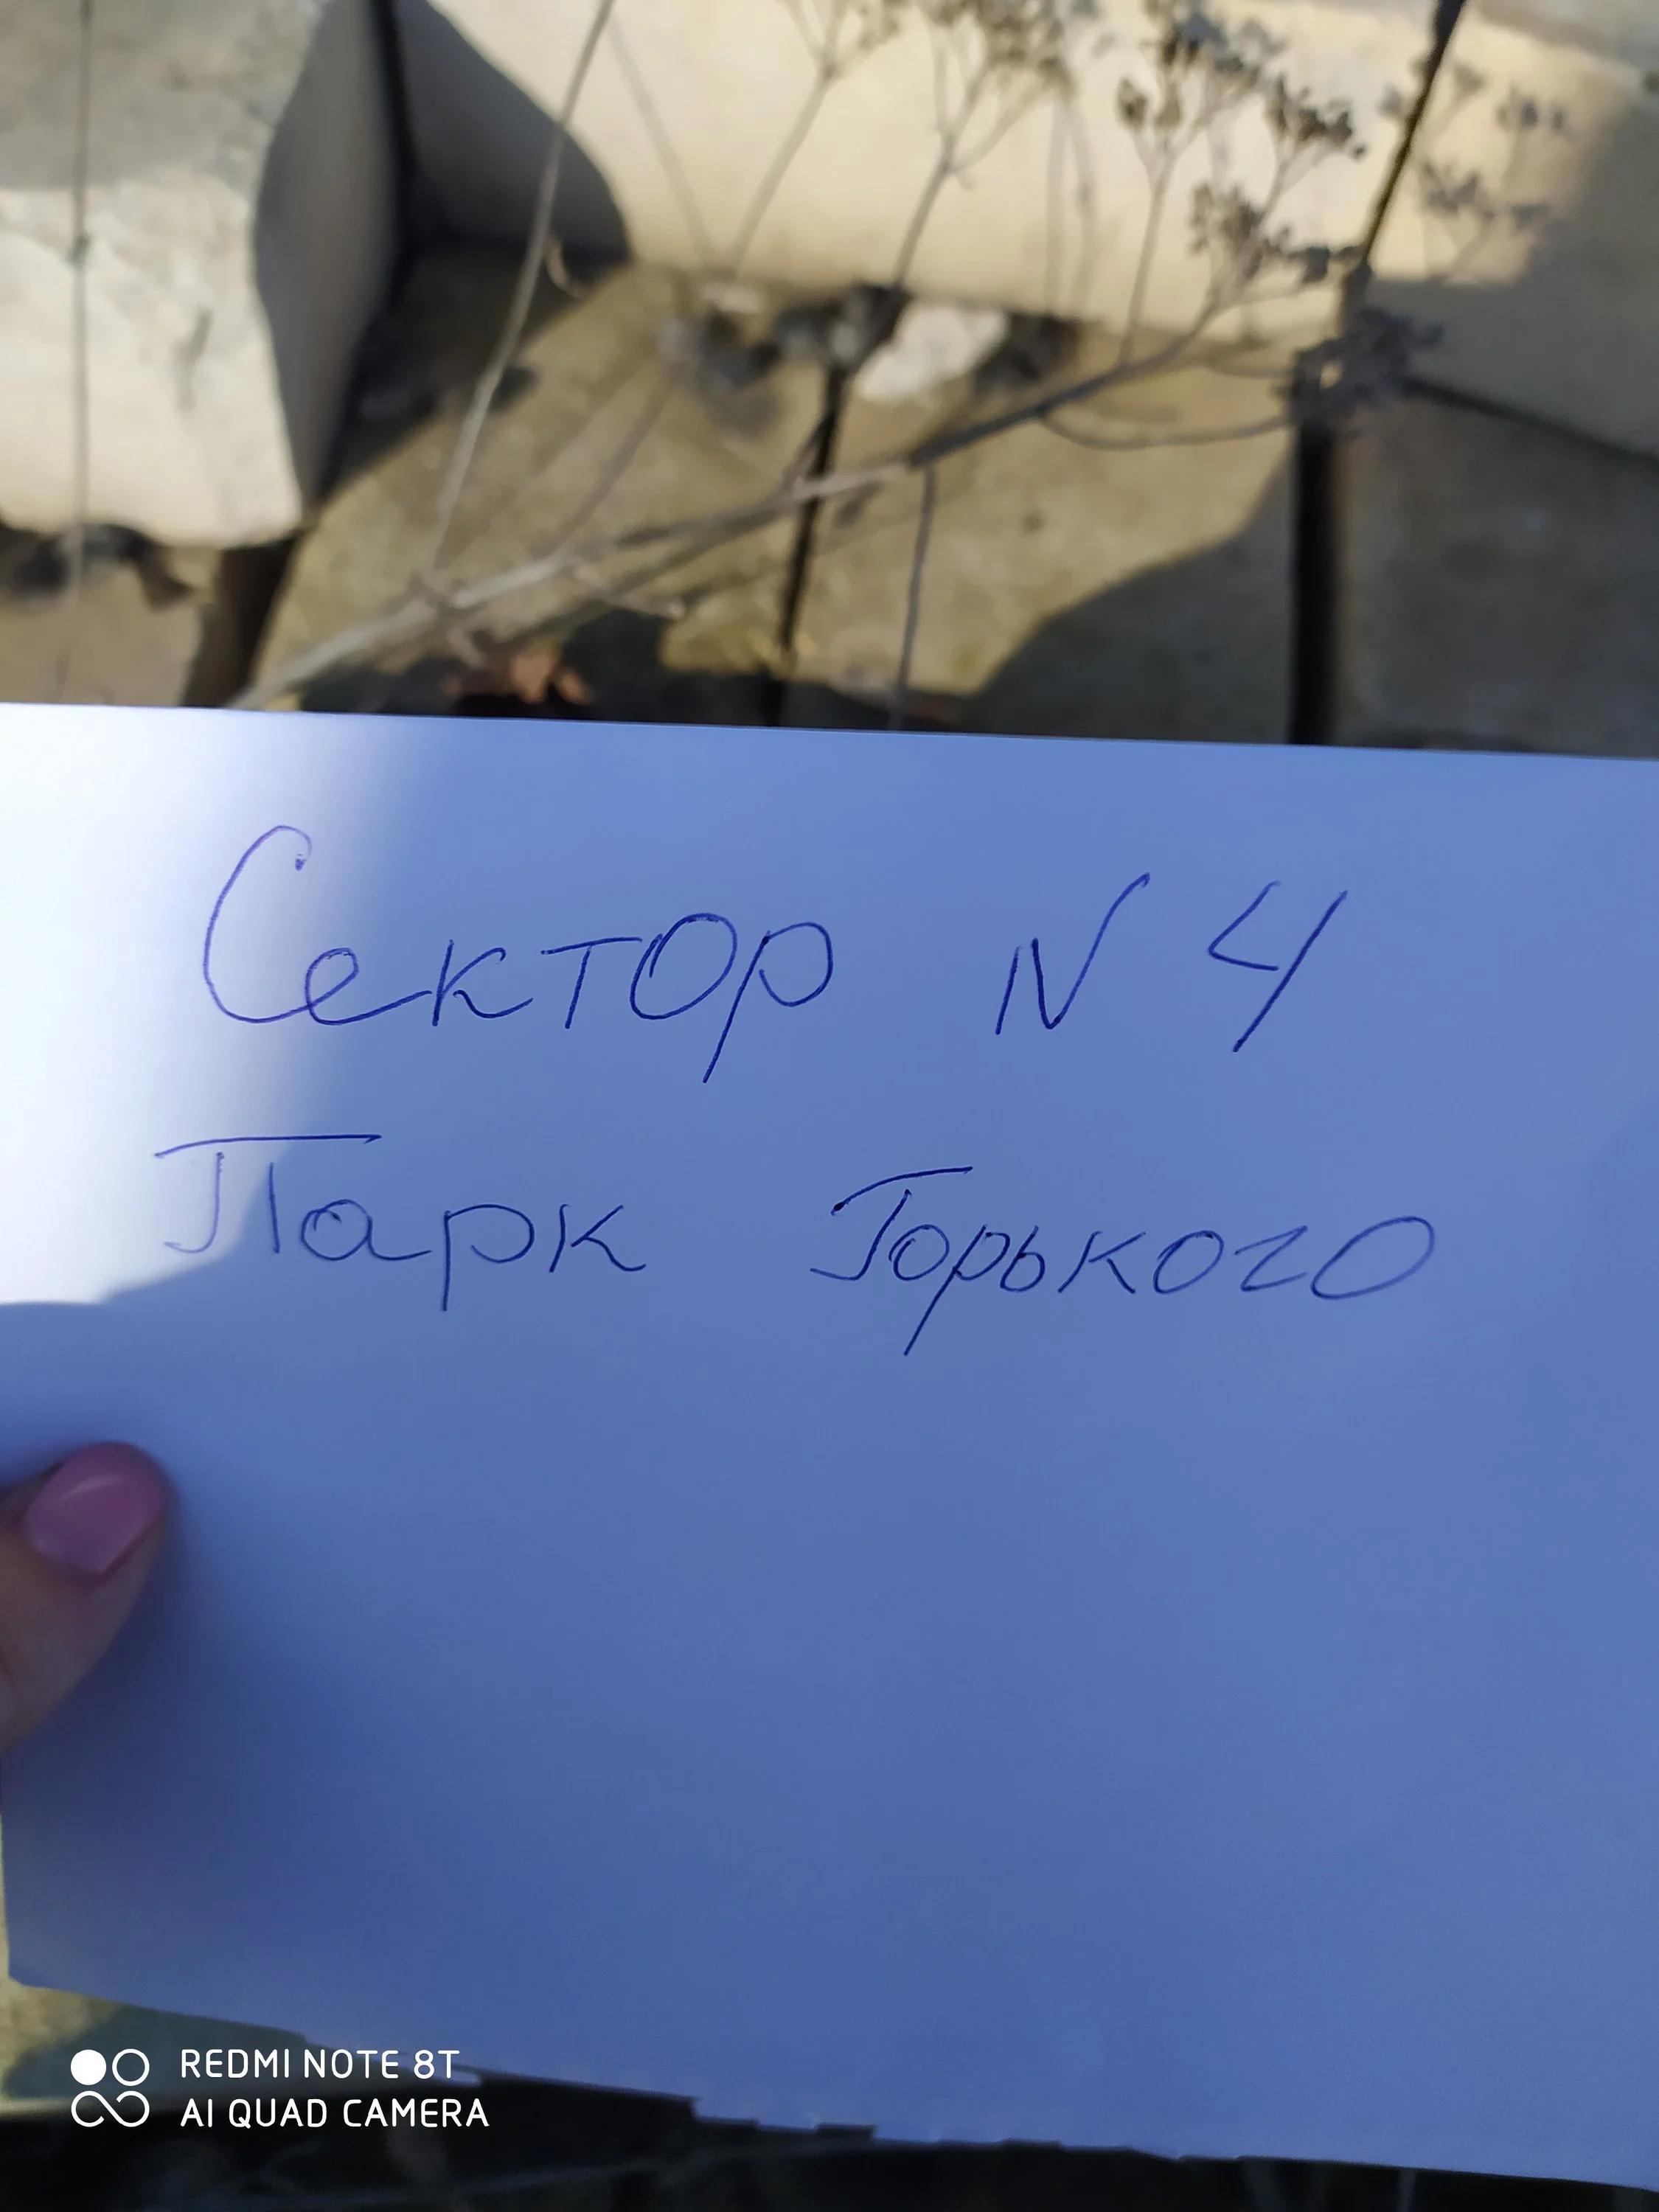 Сектор N 4
Парк Горького
REDMI NOTE 8T
AI QUAD CAMERA